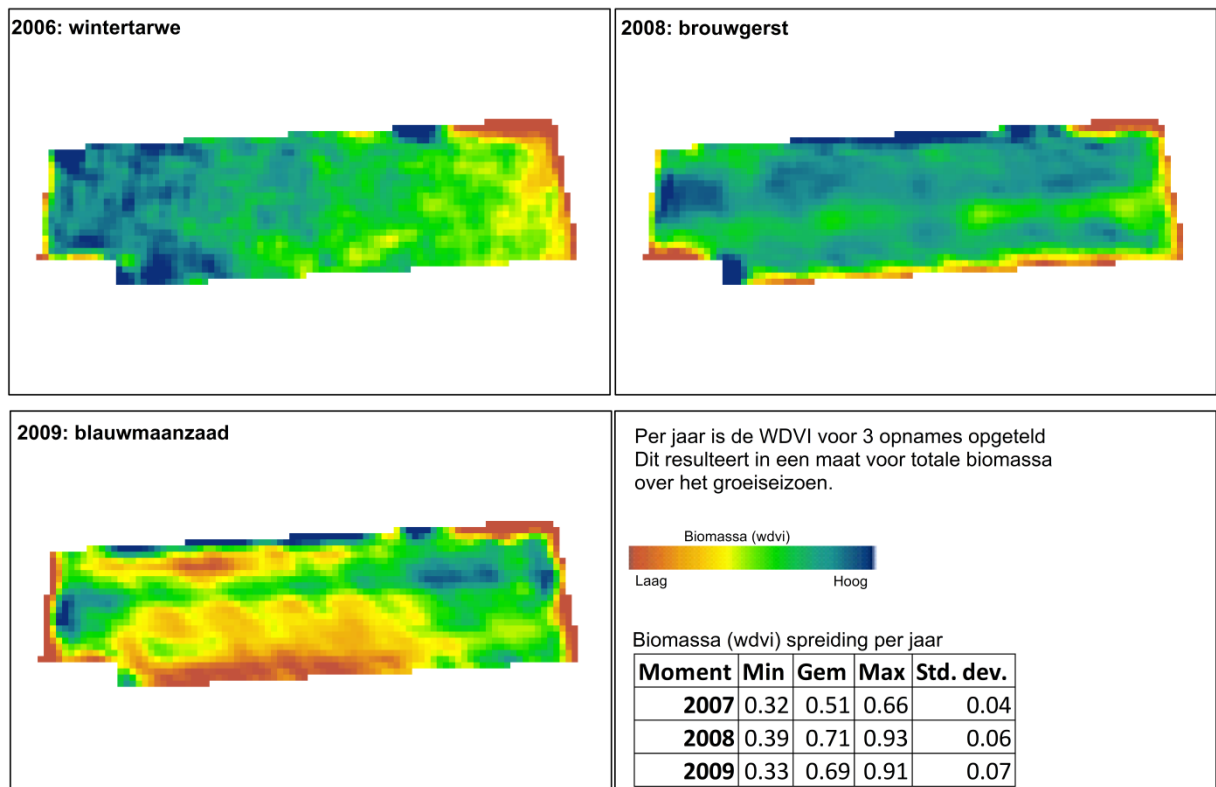 2006: wintertarwe
2008: brouwgerst
2009: blauwmaanzaad
Per jaar is de WDVI voor 3 opnames opgeteld
Dit resulteert in een maat voor totale biomassa
over het groeiseizoen.
Biomassa (wdvi)
Laag Hoog
Biomassa (wdvi) spreiding per jaar
Moment Min Gem Max Std. dev.
2007 0.32 0.51 0.66 0.04
2008 0.39 0.71 0.93 0.06
2009 0.33 0.69 0.91 0.07